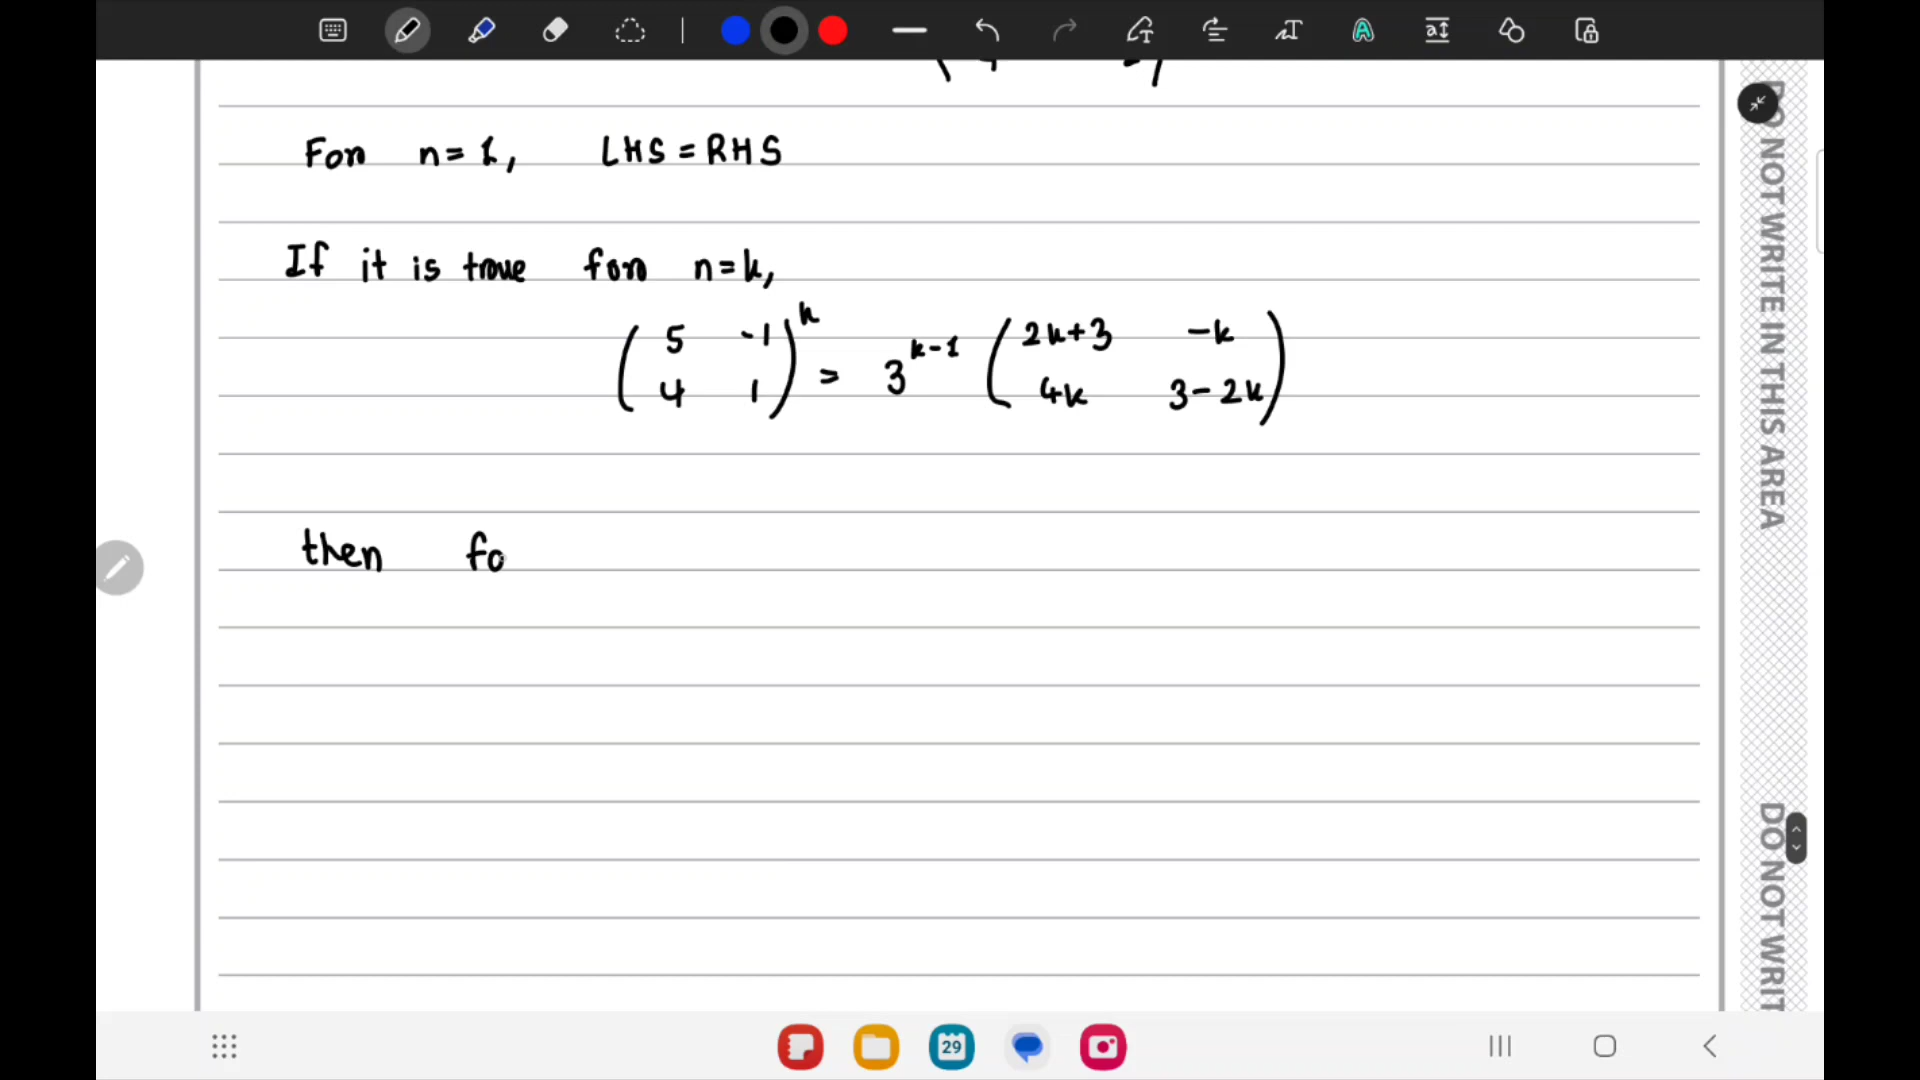 For n=1, LHS = RHS
If it is true for n=k,
( 5 -1 )^k = 3^{k-1} ( 2k+3 -k )
( 4 1 ) ( 4k 3-2k )
then fo
DO NOT WRITE IN THIS AREA
DO NOT WRIT
29